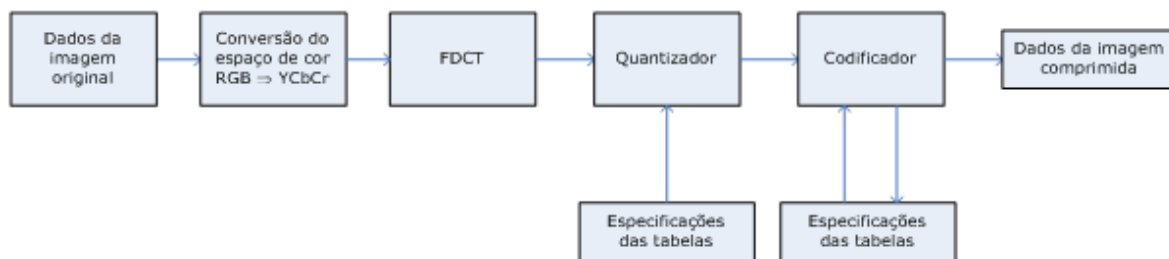 Dados da
imagem
original
Conversão do
espaço de cor
RGB ⇒ YCbCr
FDCT
Quantizador
Codificador
Dados da imagem
comprimida
Especificações
das tabelas
Especificações
das tabelas